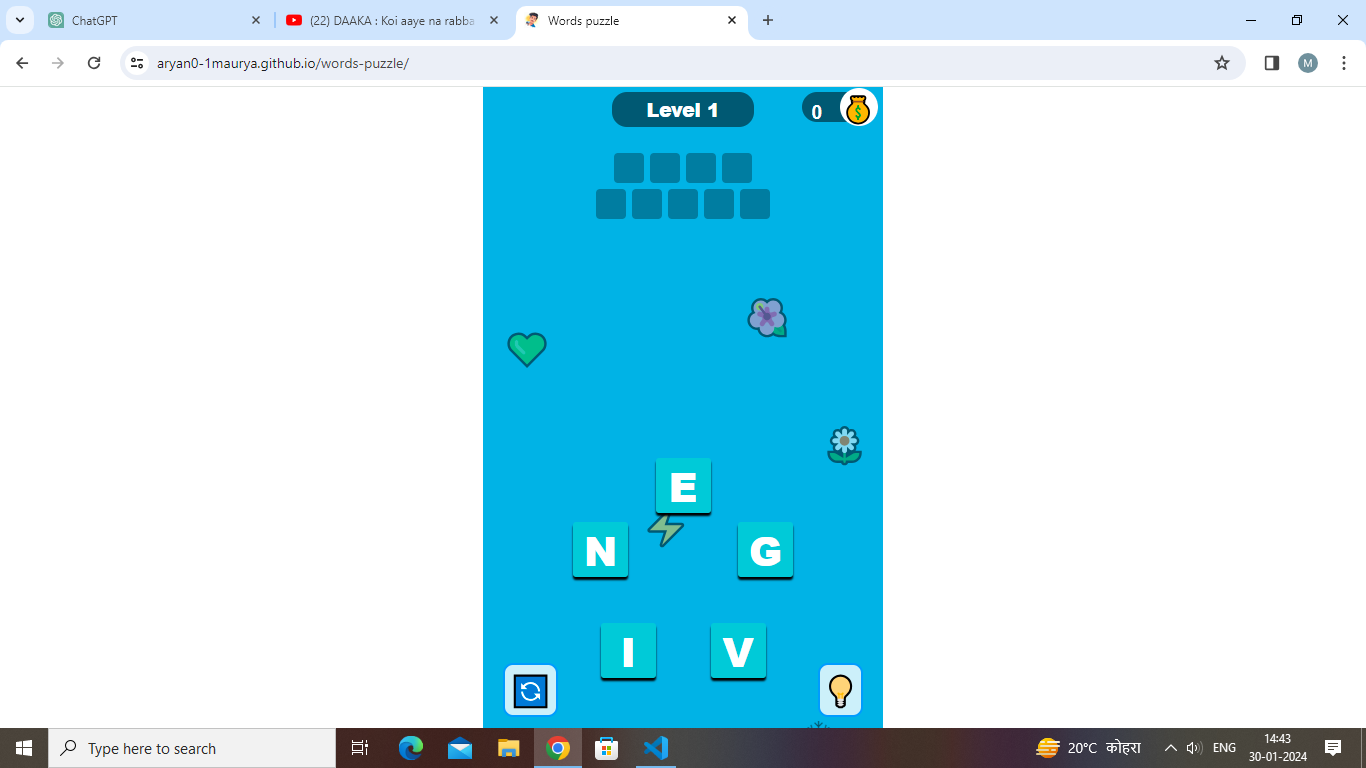 ChatGPT
(22) DAAKA : Koi aaye na rabba
Words puzzle
aryan0-1maurya.github.io/words-puzzle/
M
Level 1
0
$
E
N
G
I
V
Type here to search
20°C कोहरा
ENG
14:43
30-01-2024